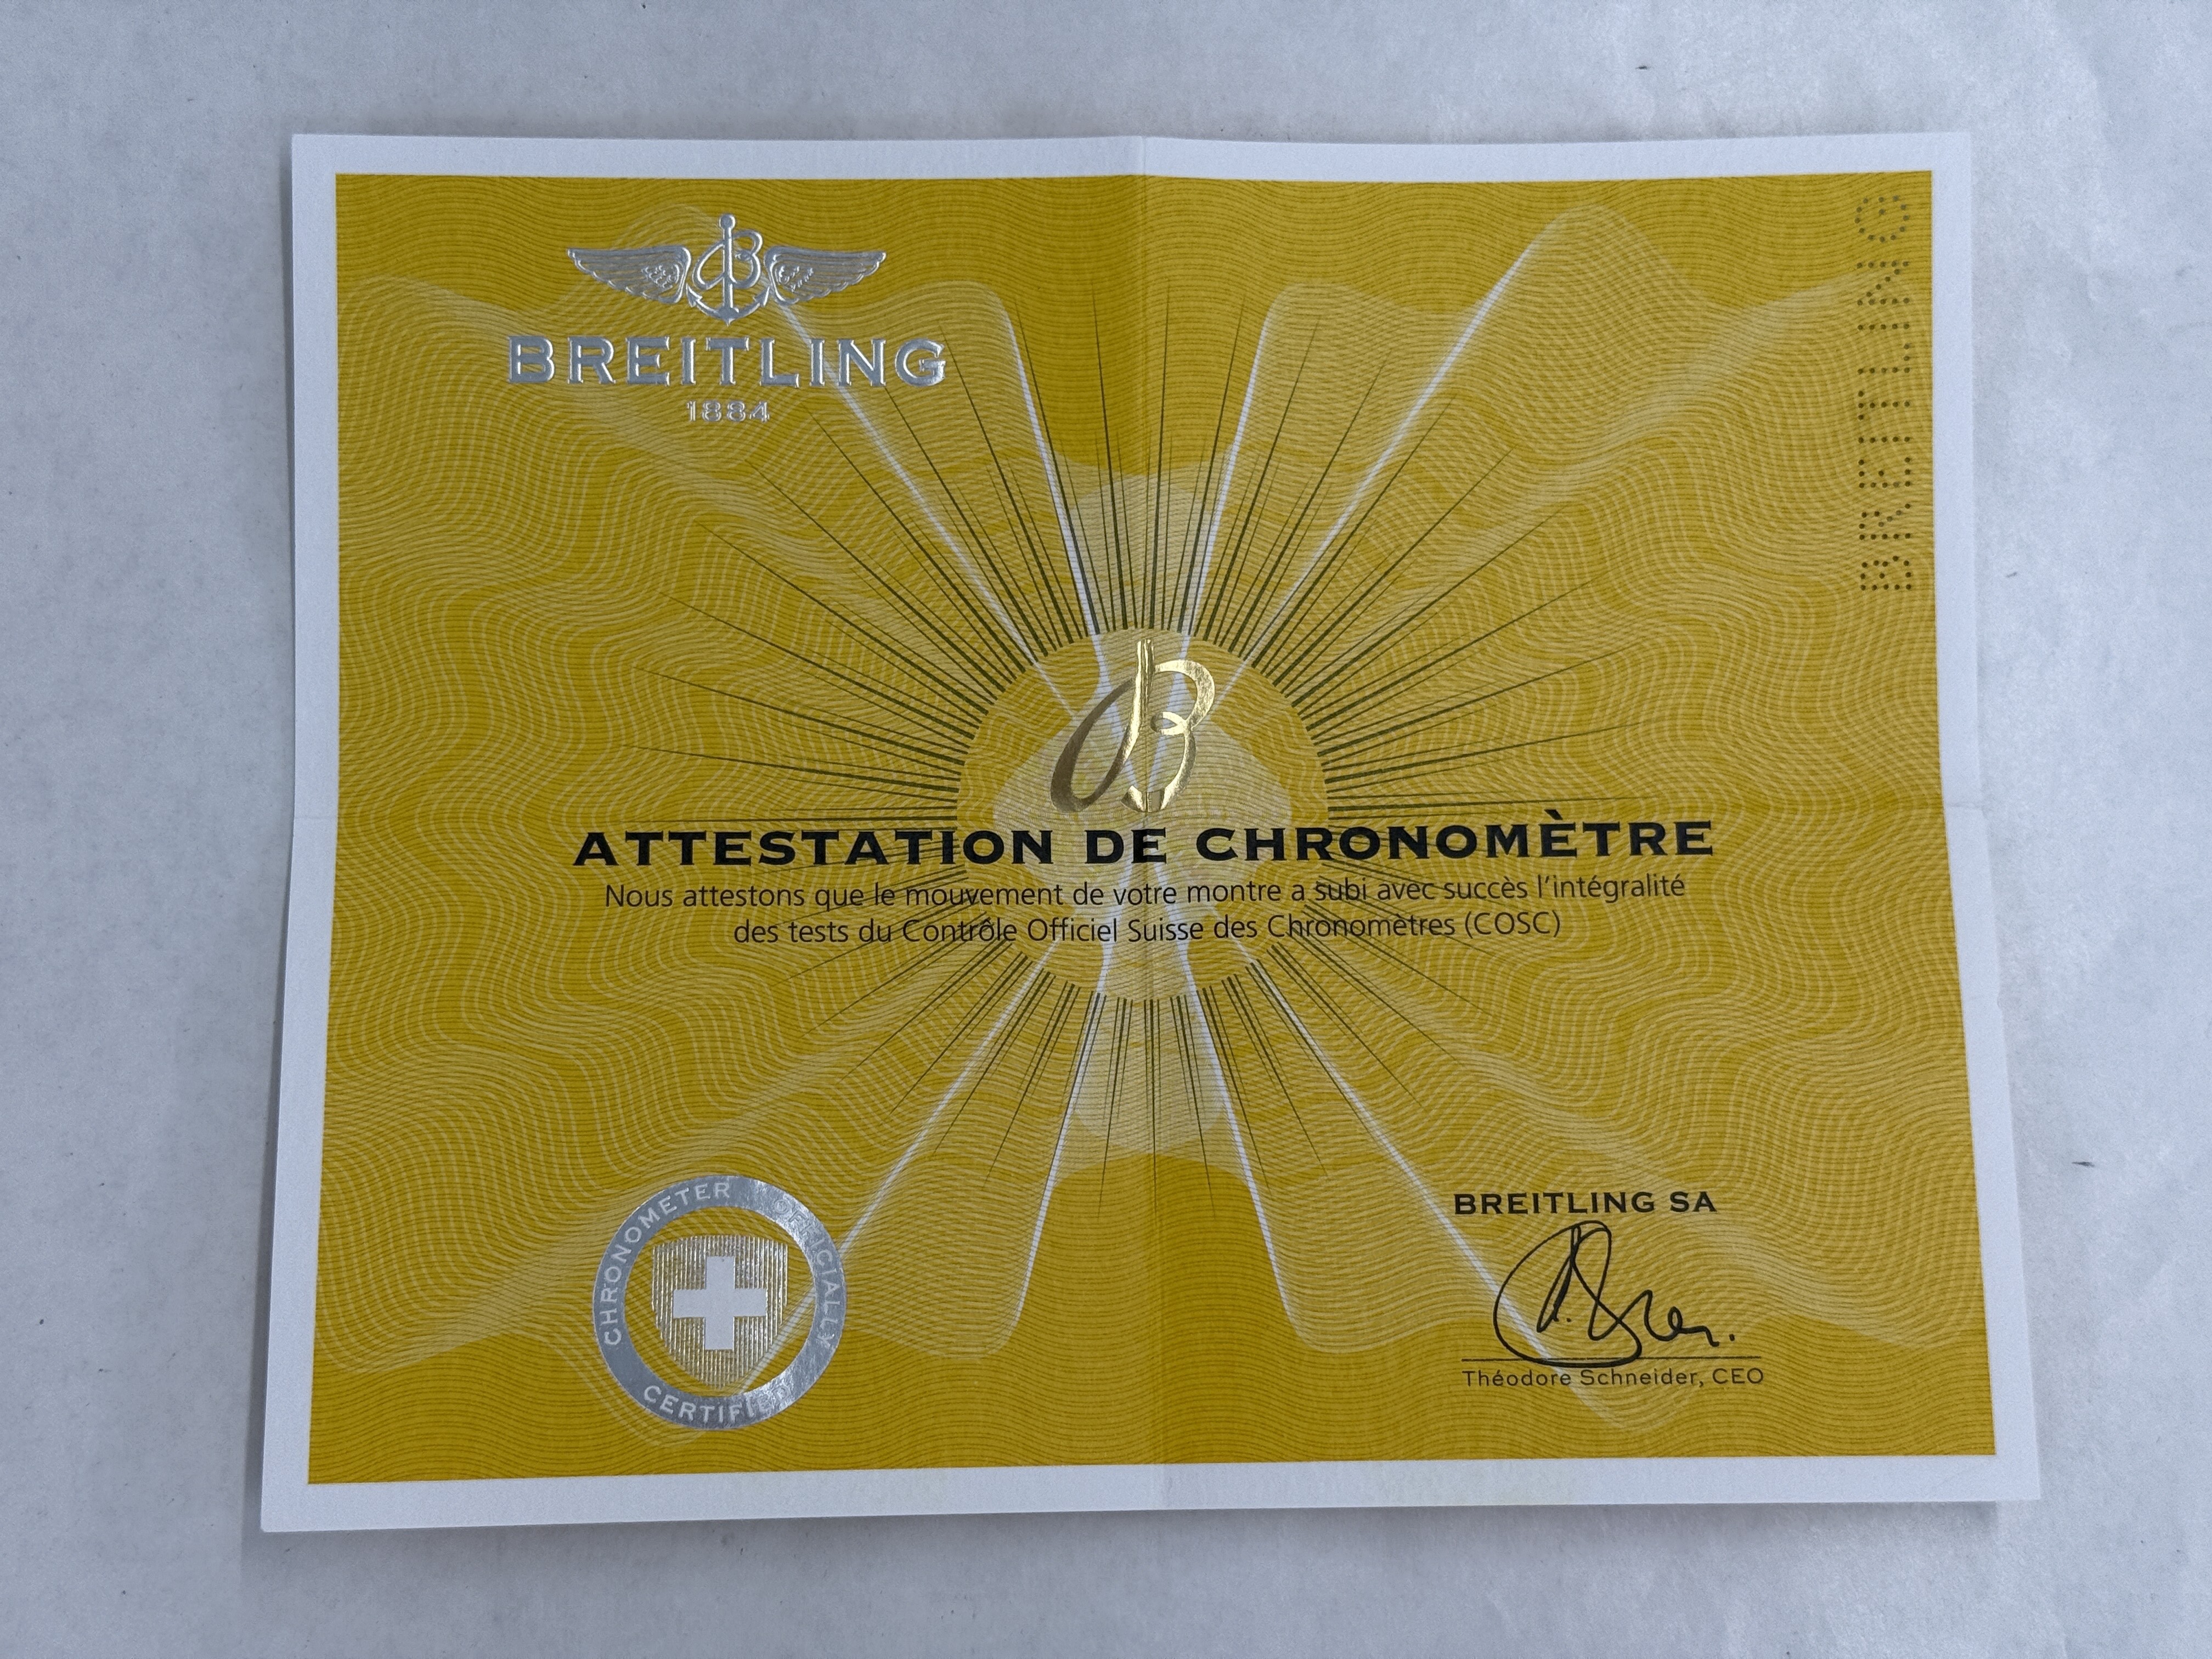 B
BREITLING
1884
BREITLING
B
ATTESTATION DE CHRONOMÈTRE
Nous attestons que le mouvement de votre montre a subi avec succès l'intégralité
des tests du Contrôle Officiel Suisse des Chronomètres (COSC)
CHRONOMETER OFFICIALLY
CERTIFIED
BREITLING SA
Théodore Schneider, CEO